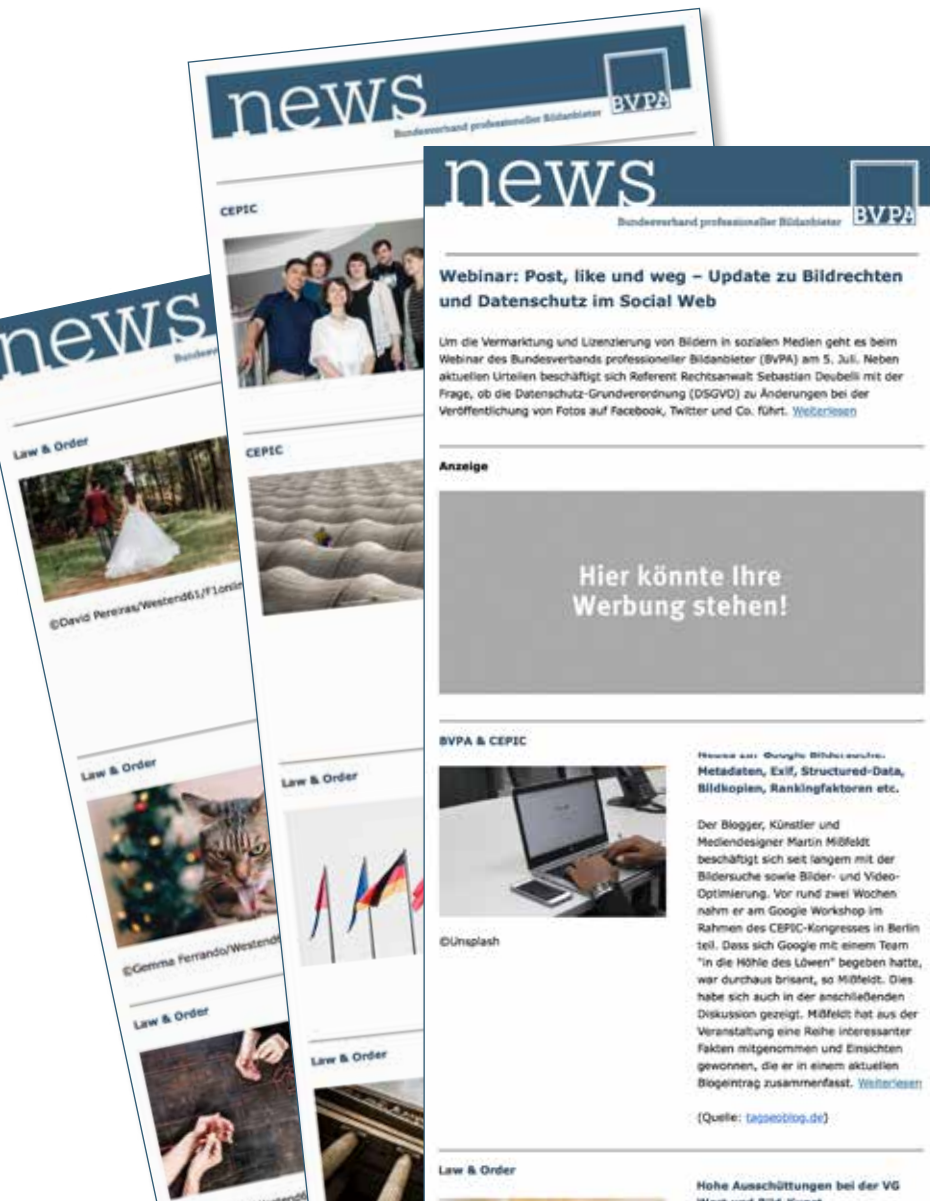 news
BVPA
Bundesverband professioneller Bildanbieter
CEPIC
CEPIC
Law & Order
Law & Order
news
Law & Order
©David Pereiras/Westend61/F1onlin
Law & Order
©Gemma Ferrando/Westend6
Law & Order
news
Bundesverband professioneller Bildanbieter
BVPA
Webinar: Post, like und weg – Update zu Bildrechten
und Datenschutz im Social Web
Um die Vermarktung und Lizenzierung von Bildern in sozialen Medien geht es beim
Webinar des Bundesverbands professioneller Bildanbieter (BVPA) am 5. Juli. Neben
aktuellen Urteilen beschäftigt sich Referent Rechtsanwalt Sebastian Deubelli mit der
Frage, ob die Datenschutz-Grundverordnung (DSGVO) zu Änderungen bei der
Veröffentlichung von Fotos auf Facebook, Twitter und Co. führt. Weiterlesen
Anzeige
Hier könnte Ihre
Werbung stehen!
BVPA & CEPIC
©Unsplash
Neues zur Google Bildersuche:
Metadaten, Exif, Structured-Data,
Bildkopien, Rankingfaktoren etc.
Der Blogger, Künstler und
Mediendesigner Martin Mißfeldt
beschäftigt sich seit langem mit der
Bildersuche sowie Bilder- und Video-
Optimierung. Vor rund zwei Wochen
nahm er am Google Workshop im
Rahmen des CEPIC-Kongresses in Berlin
teil. Dass sich Google mit einem Team
"in die Höhle des Löwen" begeben hatte,
war durchaus brisant, so Mißfeldt. Dies
habe sich auch in der anschließenden
Diskussion gezeigt. Mißfeldt hat aus der
Veranstaltung eine Reihe interessanter
Fakten mitgenommen und Einsichten
gewonnen, die er in einem aktuellen
Blogeintrag zusammenfasst. Weiterlesen
(Quelle: tagseoblog.de)
Law & Order
Hohe Ausschüttungen bei der VG
Wort und Bild-Kunst